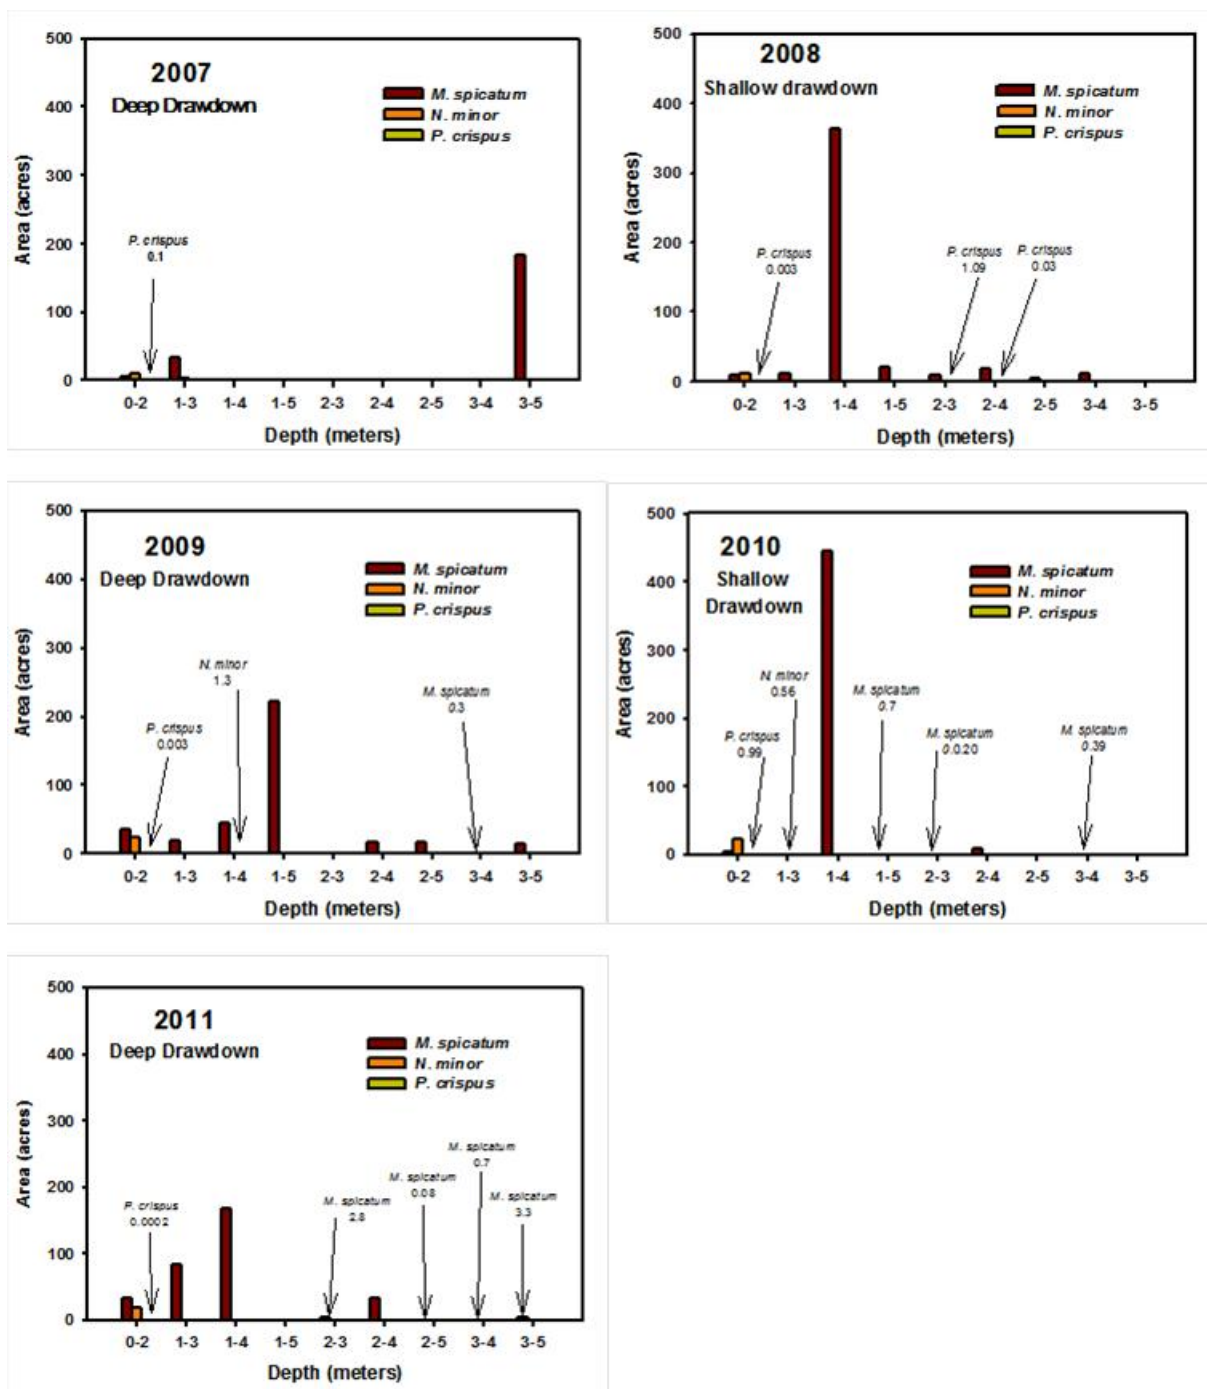 2007
Deep Drawdown
M. spicatum
N. minor
P. crispus
500
400
300
200
100
0
Area (acres)
P. crispus
0.1
0-2 1-3 1-4 1-5 2-3 2-4 2-5 3-4 3-5
Depth (meters)
2008
Shallow drawdown
M. spicatum
N. minor
P. crispus
500
400
300
200
100
0
Area (acres)
P. crispus
0.003
P. crispus
1.09
P. crispus
0.03
0-2 1-3 1-4 1-5 2-3 2-4 2-5 3-4 3-5
Depth (meters)
2009
Deep Drawdown
M. spicatum
N. minor
P. crispus
500
400
300
200
100
0
Area (acres)
P. crispus
0.003
N. minor
1.3
M. spicatum
0.3
0-2 1-3 1-4 1-5 2-3 2-4 2-5 3-4 3-5
Depth (meters)
2010
Shallow
Drawdown
M. spicatum
N. minor
P. crispus
500
400
300
200
100
0
Area (acres)
P. crispus
0.99
N. minor
0.56
M. spicatum
0.7
M. spicatum
0.0.20
M. spicatum
0.39
0-2 1-3 1-4 1-5 2-3 2-4 2-5 3-4 3-5
Depth (meters)
2011
Deep Drawdown
M. spicatum
N. minor
P. crispus
500
400
300
200
100
0
Area (acres)
P. crispus
0.0002
M. spicatum
2.8
M. spicatum
0.08
M. spicatum
0.7
M. spicatum
3.3
0-2 1-3 1-4 1-5 2-3 2-4 2-5 3-4 3-5
Depth (meters)